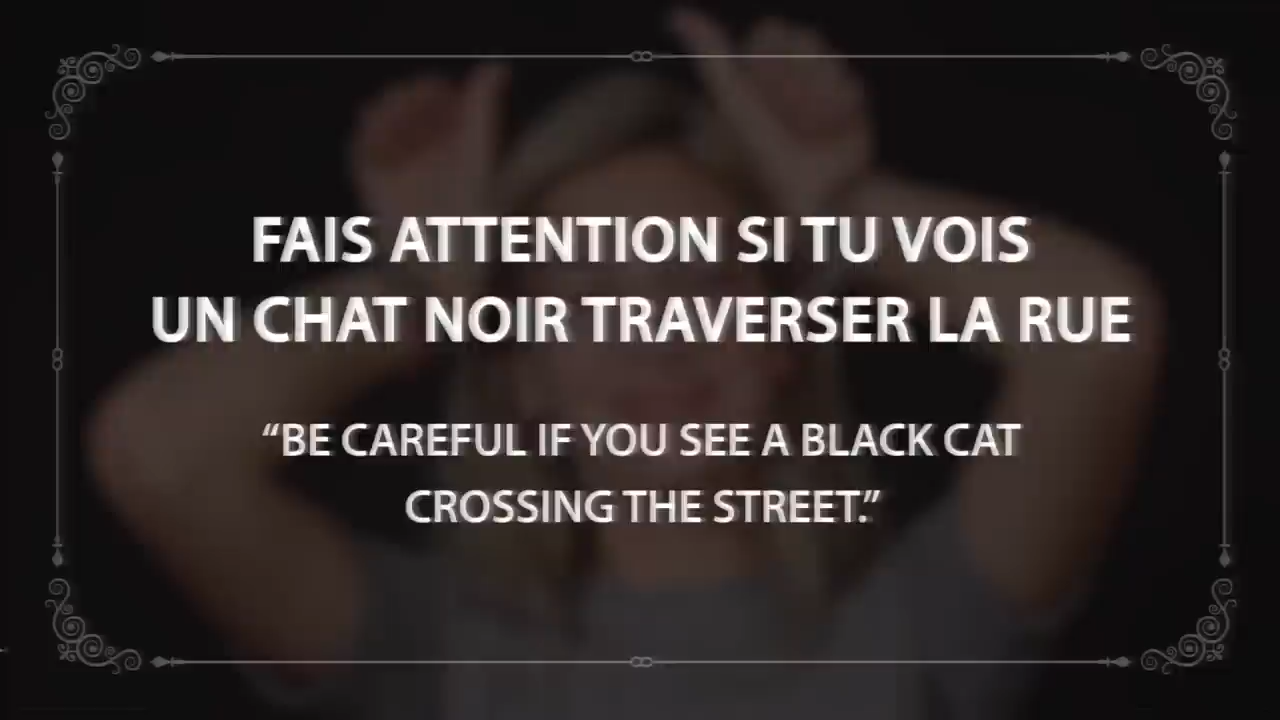 FAIS ATTENTION SI TU VOIS
UN CHAT NOIR TRAVERSER LA RUE
“BE CAREFUL IF YOU SEE A BLACK CAT
CROSSING THE STREET.”